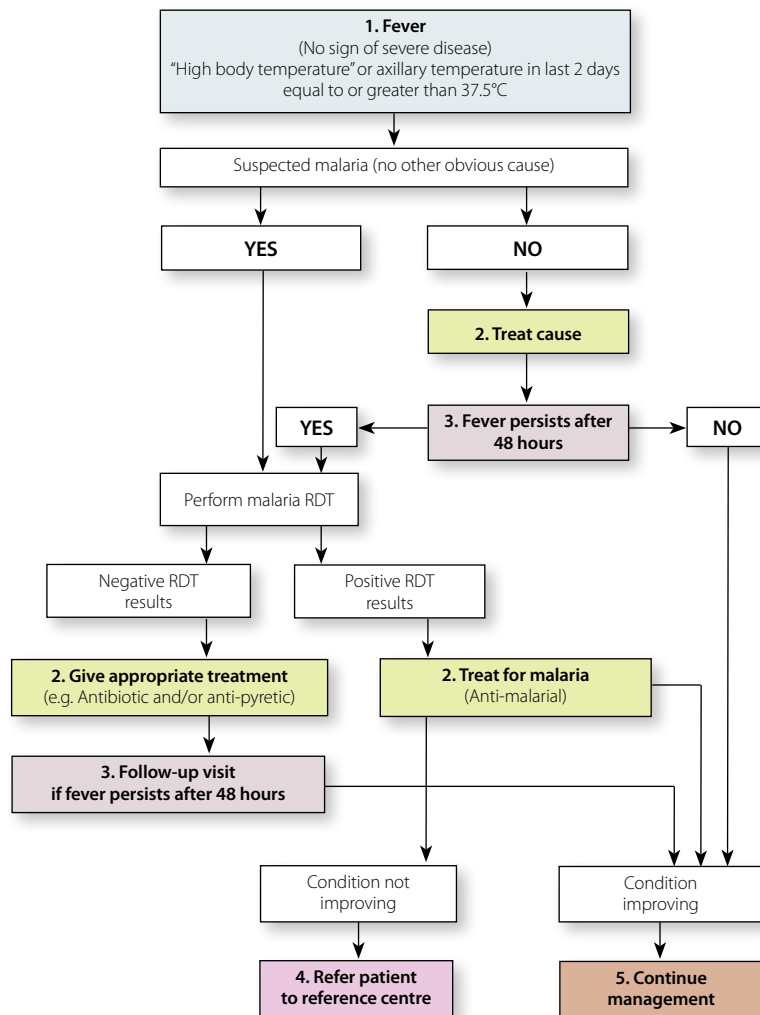 1. Fever
(No sign of severe disease)
“High body temperature” or axillary temperature in last 2 days
equal to or greater than 37.5°C
Suspected malaria (no other obvious cause)
YES
NO
2. Treat cause
YES
3. Fever persists after
48 hours
NO
Perform malaria RDT
Negative RDT
results
Positive RDT
results
2. Give appropriate treatment
(e.g. Antibiotic and/or anti-pyretic)
2. Treat for malaria
(Anti-malarial)
3. Follow-up visit
if fever persists after 48 hours
Condition not
improving
Condition
improving
4. Refer patient
to reference centre
5. Continue
management